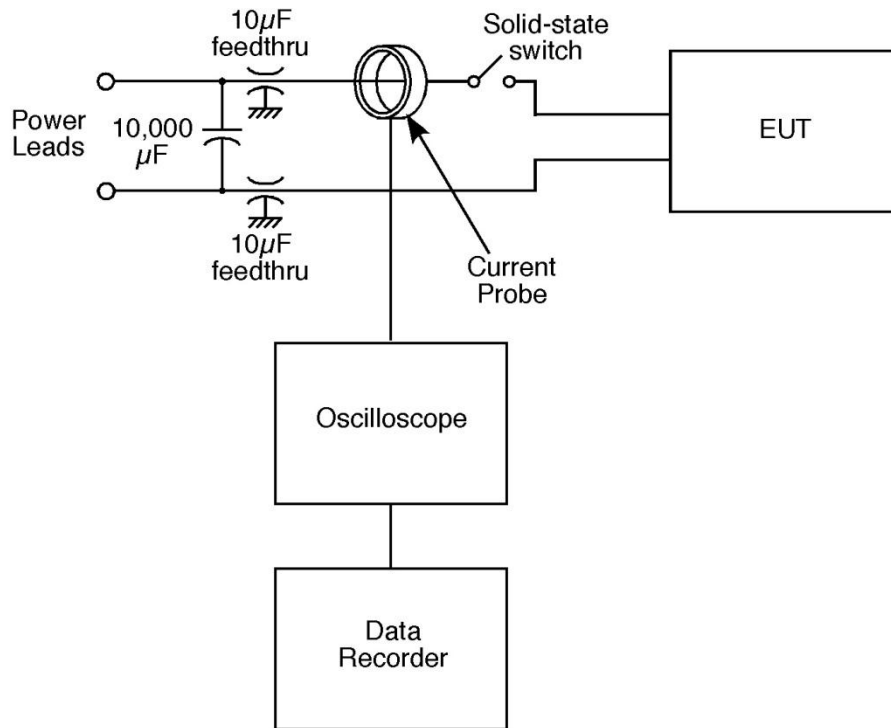 10µF
feedthru
Solid-state
switch
Power
Leads
10,000
µF
EUT
10µF
feedthru
Current
Probe
Oscilloscope
Data
Recorder